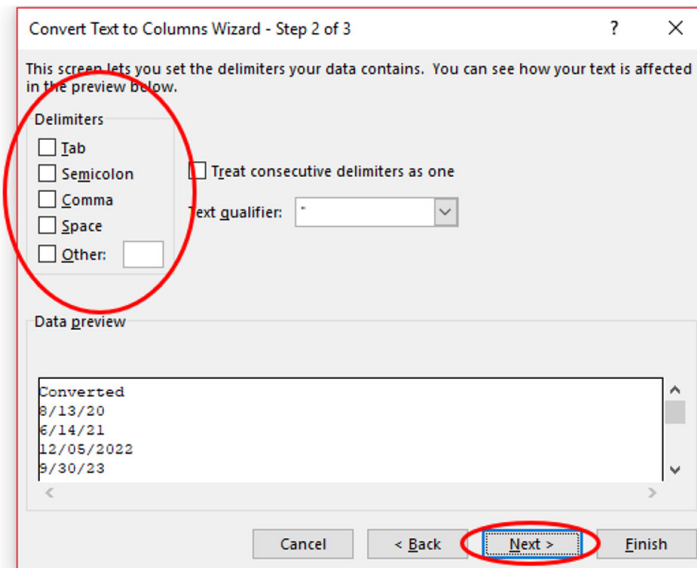 Convert Text to Columns Wizard - Step 2 of 3 ? ×
This screen lets you set the delimiters your data contains. You can see how your text is affected
in the preview below.
Delimiters
Tab
Semicolon
Comma
Space
Other:
Treat consecutive delimiters as one
Text qualifier: "
Data preview
Converted
8/13/20
6/14/21
12/05/2022
9/30/23
Cancel < Back Next > Finish